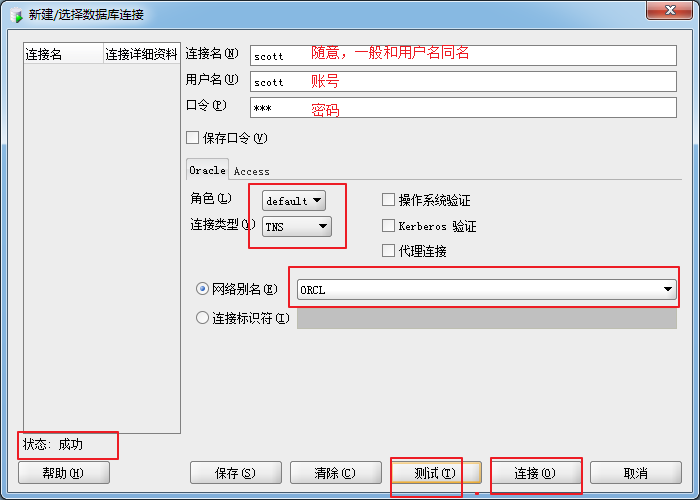 新建/选择数据库连接
连接名 连接详细资料
连接名(N) scott 随意，一般和用户名同名
用户名(U) scott 账号
口令(P) *** 密码
保存口令(V)
Oracle Access
角色(L) default 操作系统验证
连接类型(Y) TNS Kerberos 验证
代理连接
网络别名(E) ORCL
连接标识符(I)
状态: 成功
帮助(H) 保存(S) 清除(C) 测试(T) 连接(O) 取消